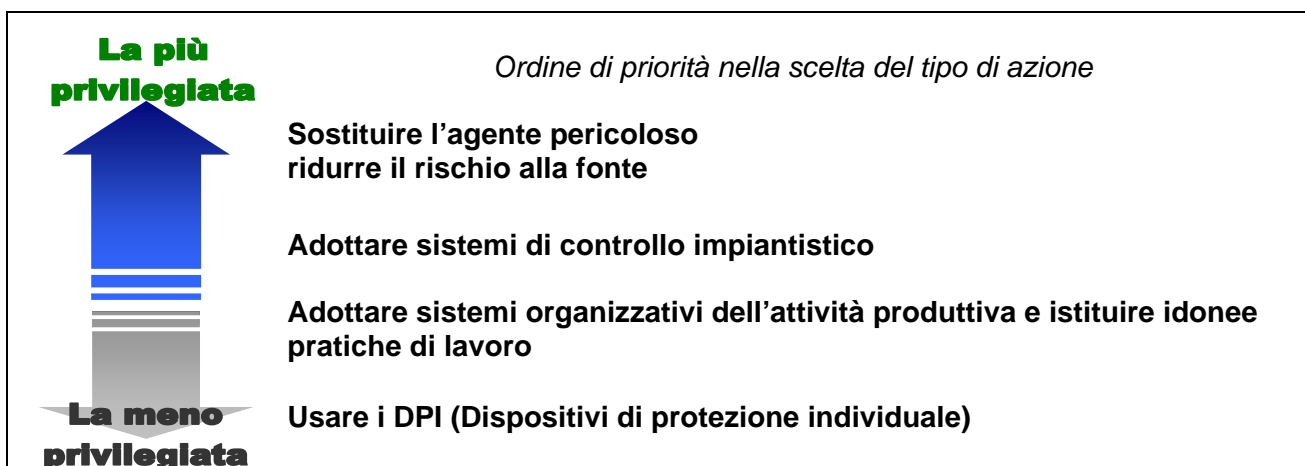 La più
privilegiata
Ordine di priorità nella scelta del tipo di azione
Sostituire l’agente pericoloso
ridurre il rischio alla fonte
Adottare sistemi di controllo impiantistico
Adottare sistemi organizzativi dell’attività produttiva e istituire idonee
pratiche di lavoro
Usare i DPI (Dispositivi di protezione individuale)
La meno
privilegiata